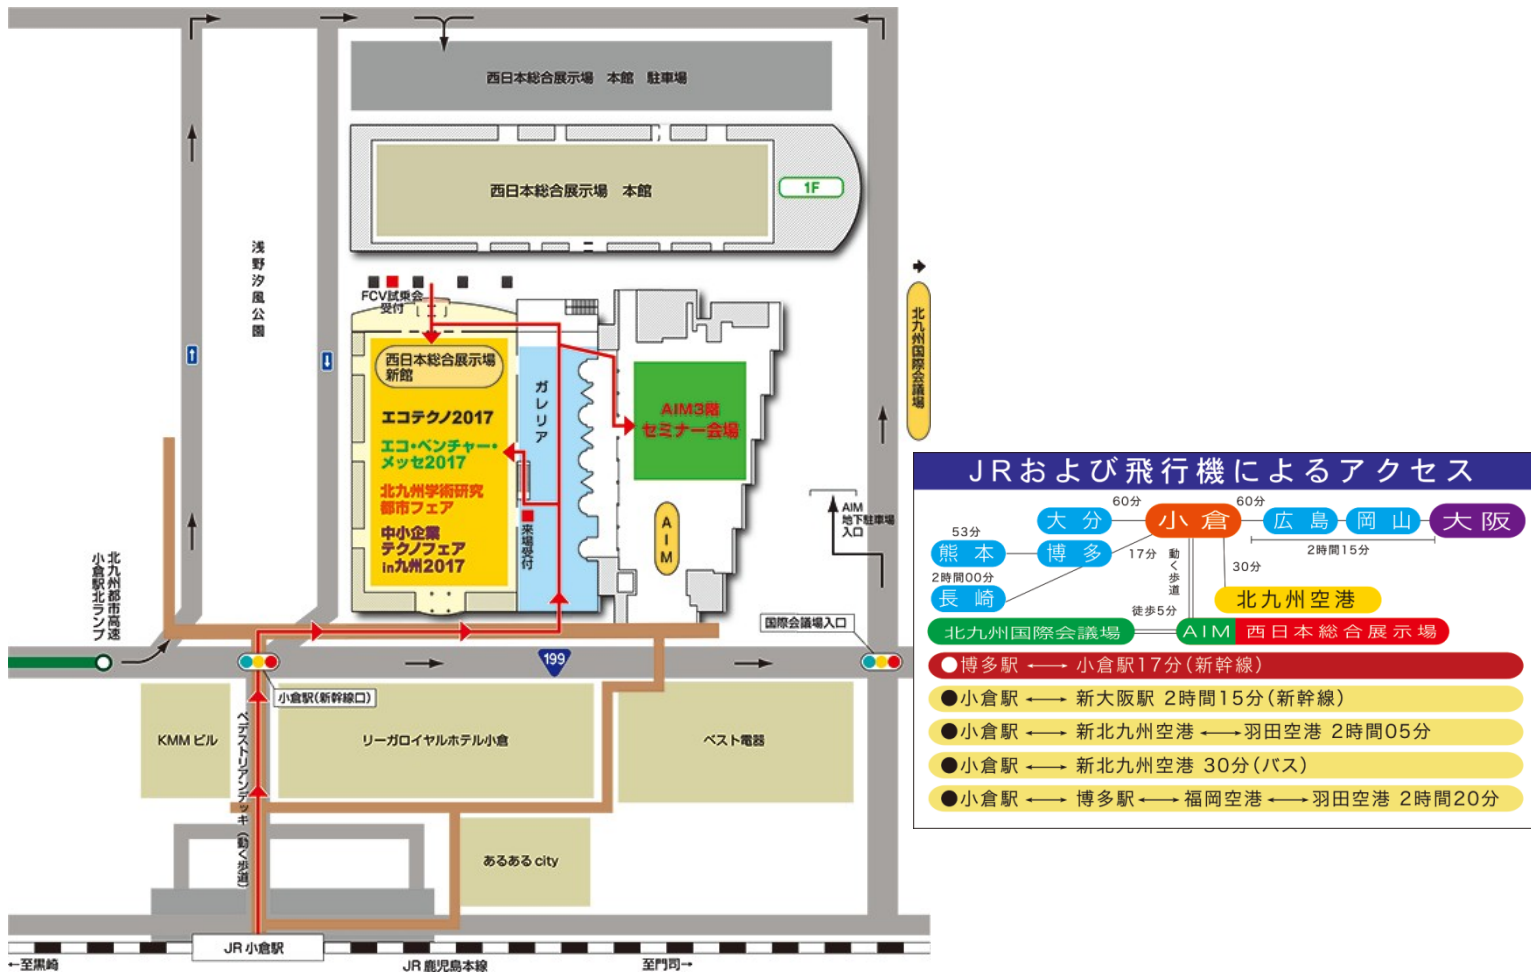 西日本総合展示場　本館　駐車場
西日本総合展示場　本館
1F
浅野汐風公園
FCV試乗会
受付
西日本総合展示場
新館
エコテクノ2017
エコ・ベンチャー・
メッセ2017
北九州学術研究
都市フェア
中小企業
テクノフェア
in九州2017
ガレリア
来場受付
AIM3階
セミナー会場
AIM
AIM
地下駐車場
入口
北九州国際会議場
北九州都市高速
小倉駅北ランプ
国際会議場入口
199
小倉駅(新幹線口)
KMMビル
ペデストリアンデッキ(動く歩道)
リーガロイヤルホテル小倉
ベスト電器
あるあるcity
JR小倉駅
←至黒崎
JR鹿児島本線
至門司→
JRおよび飛行機によるアクセス
大分
60分
小倉
60分
広島
岡山
大阪
2時間15分
53分
熊本
博多
17分
2時間00分
長崎
動く歩道
30分
北九州空港
徒歩5分
北九州国際会議場
AIM
西日本総合展示場
●博多駅 ←→ 小倉駅17分(新幹線)
●小倉駅 ←→ 新大阪駅 2時間15分(新幹線)
●小倉駅 ←→ 新北九州空港 ←→ 羽田空港 2時間05分
●小倉駅 ←→ 新北九州空港 30分(バス)
●小倉駅 ←→ 博多駅 ←→ 福岡空港 ←→ 羽田空港 2時間20分